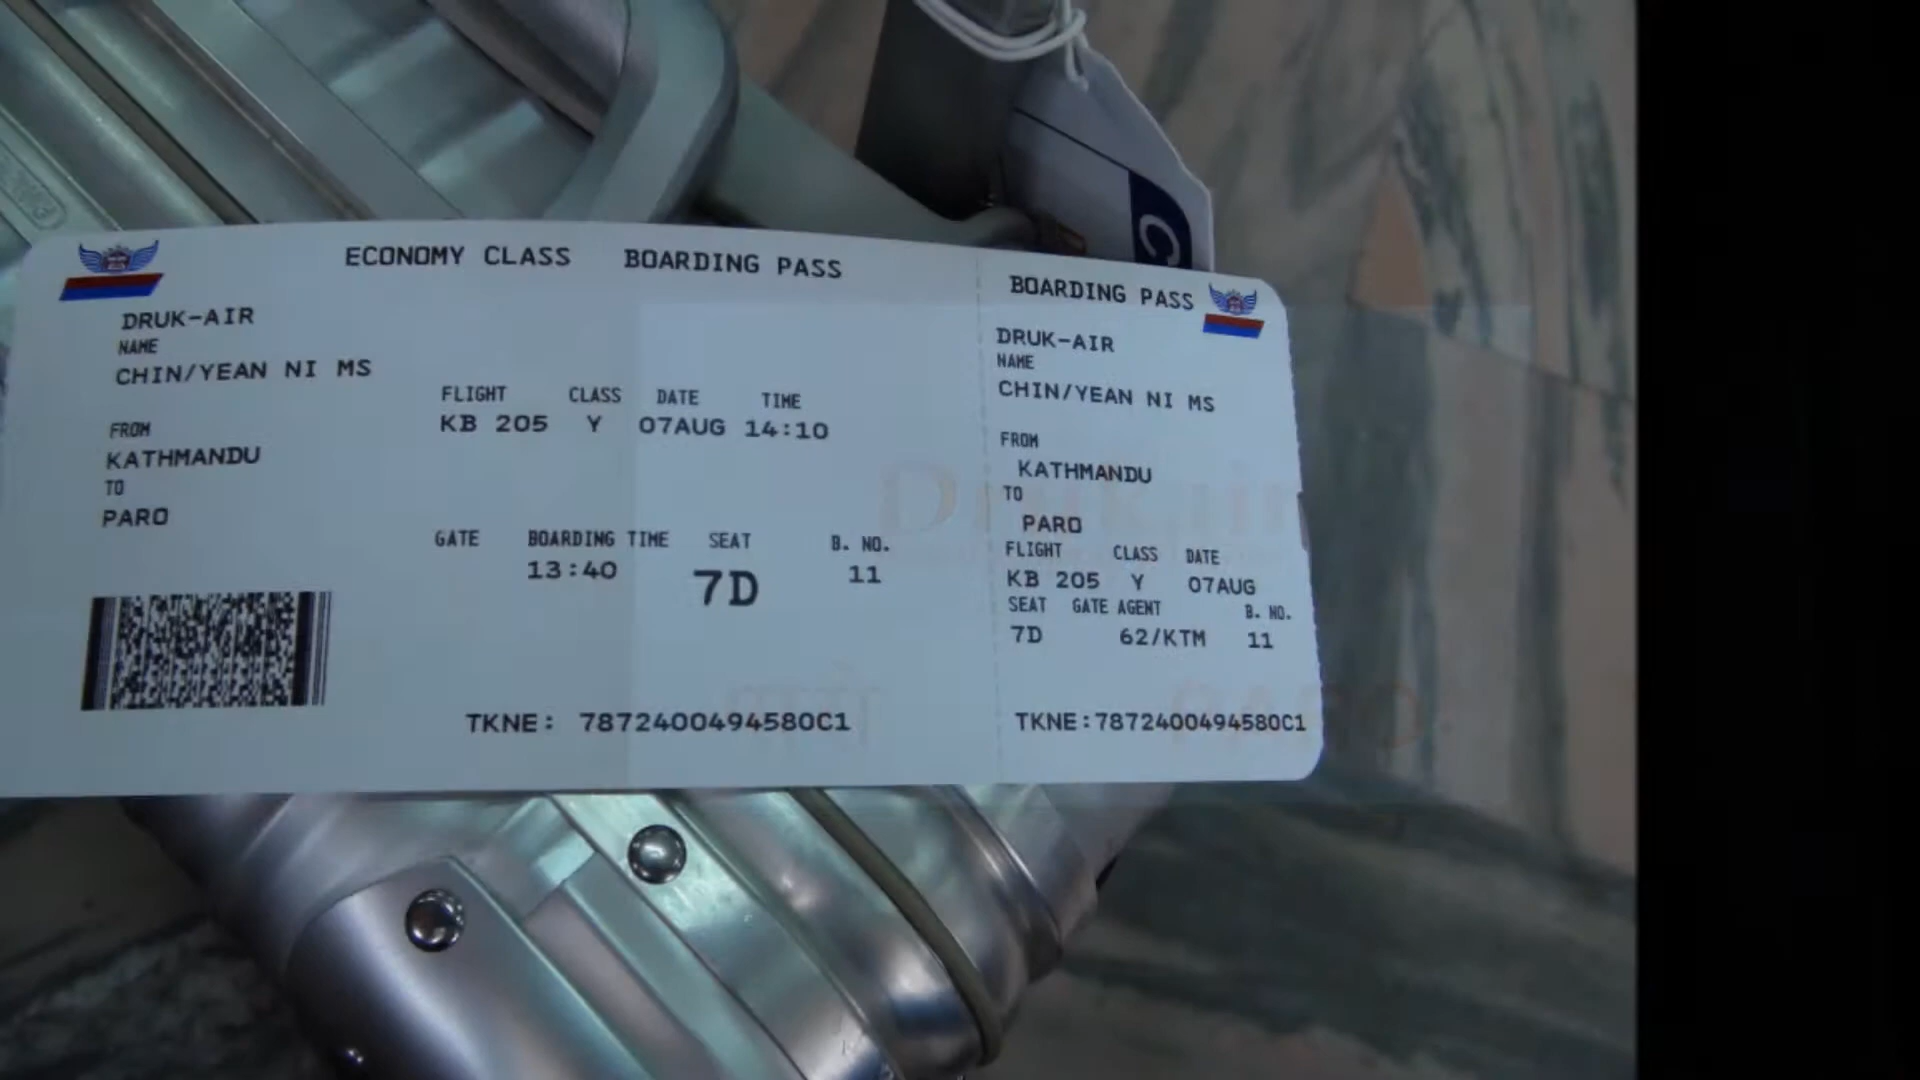 ECONOMY CLASS BOARDING PASS
DRUK-AIR
NAME
CHIN/YEAN NI MS
FLIGHT CLASS DATE TIME
KB 205 Y 07AUG 14:10
FROM
KATHMANDU
TO
PARO
GATE BOARDING TIME SEAT B. NO.
13:40 7D 11
TKNE: 7872400494580C1
BOARDING PASS
DRUK-AIR
NAME
CHIN/YEAN NI MS
FROM
KATHMANDU
TO
PARO
FLIGHT CLASS DATE
KB 205 Y 07AUG
SEAT GATE AGENT B. NO.
7D 62/KTM 11
TKNE:7872400494580C1
PARO